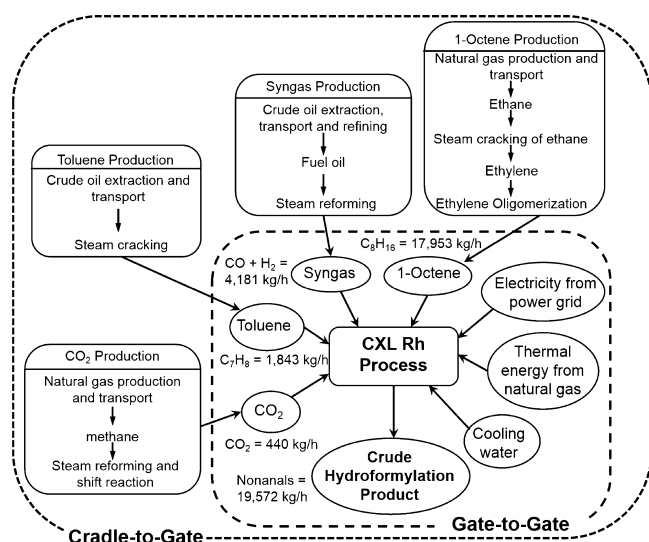 1-Octene Production
Natural gas production and
transport
Ethane
Steam cracking of ethane
Ethylene
Ethylene Oligomerization
Syngas Production
Crude oil extraction,
transport and refining
Fuel oil
Steam reforming
Toluene Production
Crude oil extraction and
transport
Steam cracking
CO₂ Production
Natural gas production
and transport
methane
Steam reforming and
shift reaction
C₈H₁₆ = 17,953 kg/h
CO + H₂ =
4,181 kg/h
Syngas
1-Octene
Electricity from
power grid
Toluene
C₇H₈ = 1,843 kg/h
CXL Rh
Process
Thermal
energy from
natural gas
CO₂
CO₂ = 440 kg/h
Cooling
water
Nonanals =
19,572 kg/h
Crude
Hydroformylation
Product
Cradle-to-Gate
Gate-to-Gate